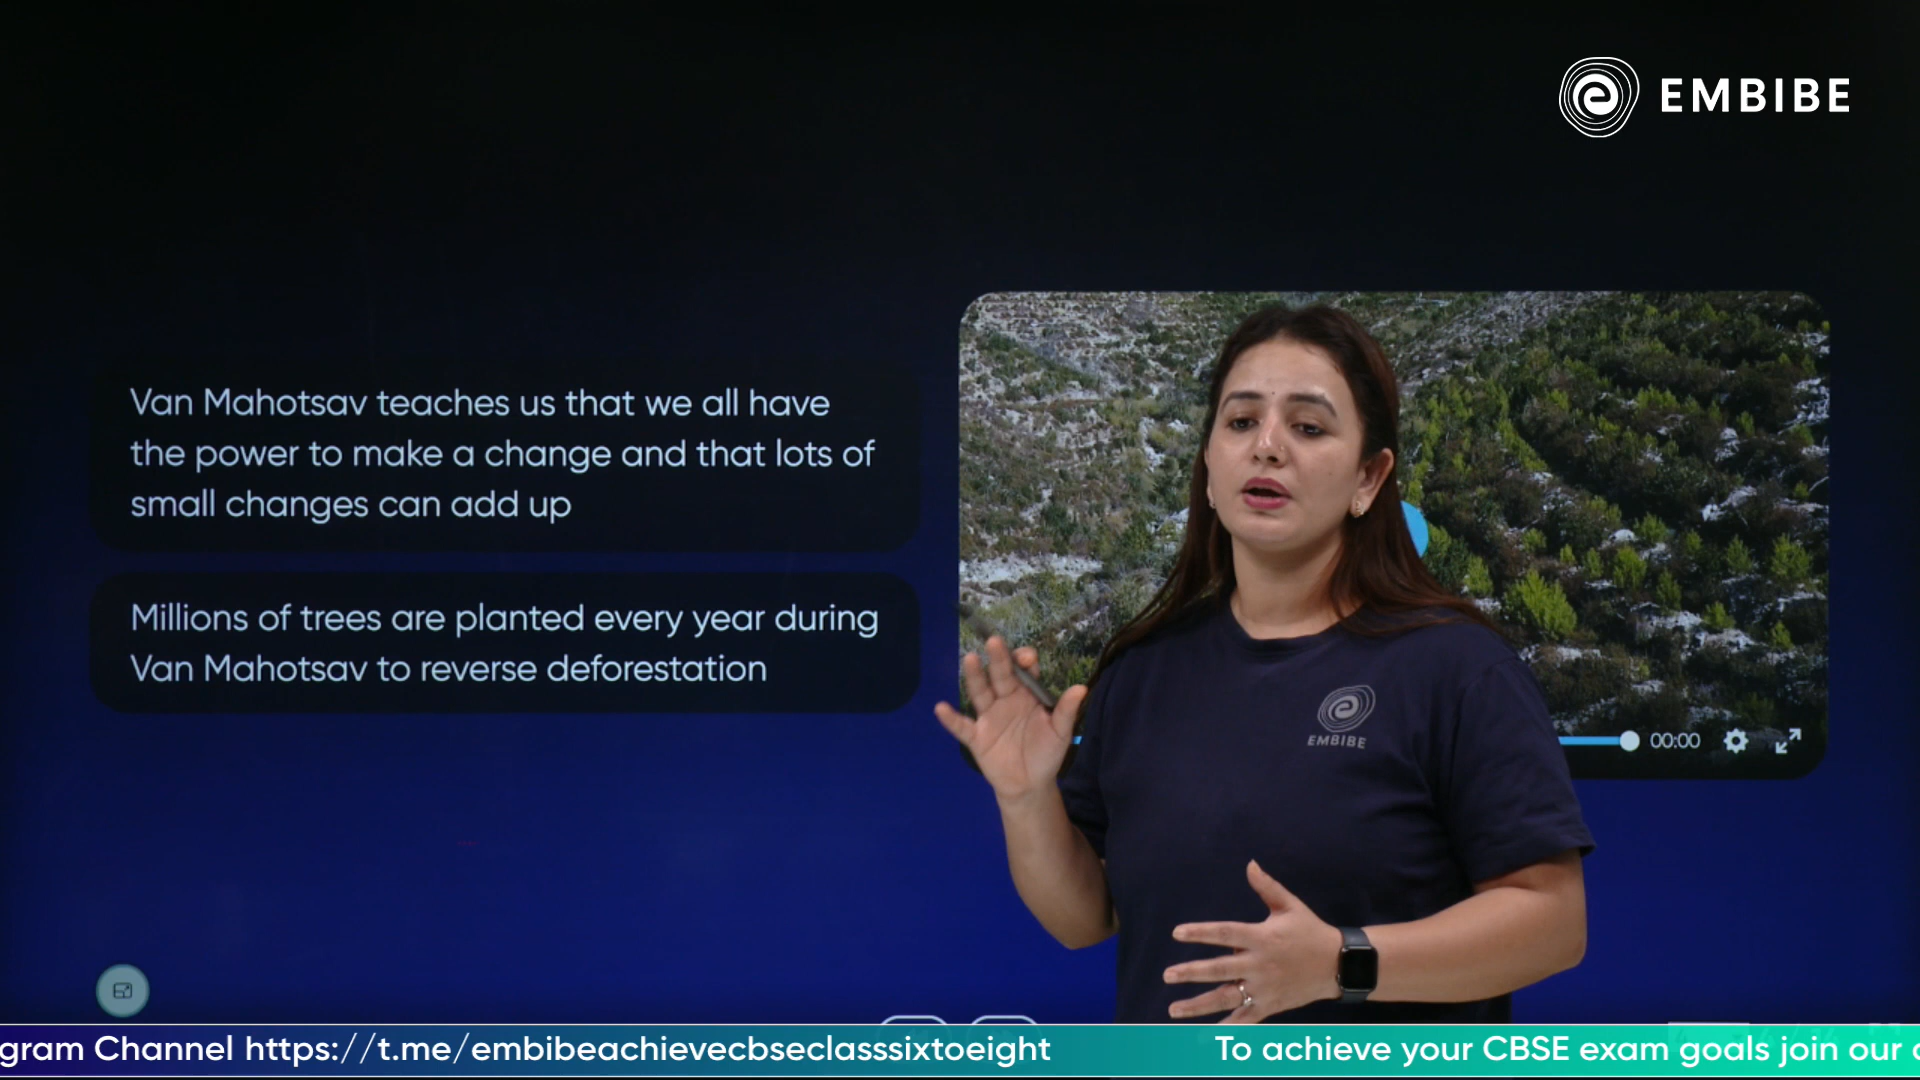 EMBIBE
Van Mahotsav teaches us that we all have
the power to make a change and that lots of
small changes can add up
Millions of trees are planted every year during
Van Mahotsav to reverse deforestation
EMBIBE
00:00
gram Channel https://t.me/embibeachievecbseclasssixtoeight
To achieve your CBSE exam goals join our